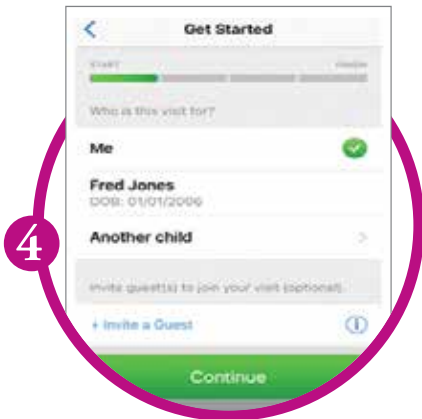 Get Started
START FINISH
Who is this visit for?
Me
Fred Jones
DOB: 01/01/2006
Another child
Invite guest(s) to join your visit (optional)
+ Invite a Guest
4
Continue